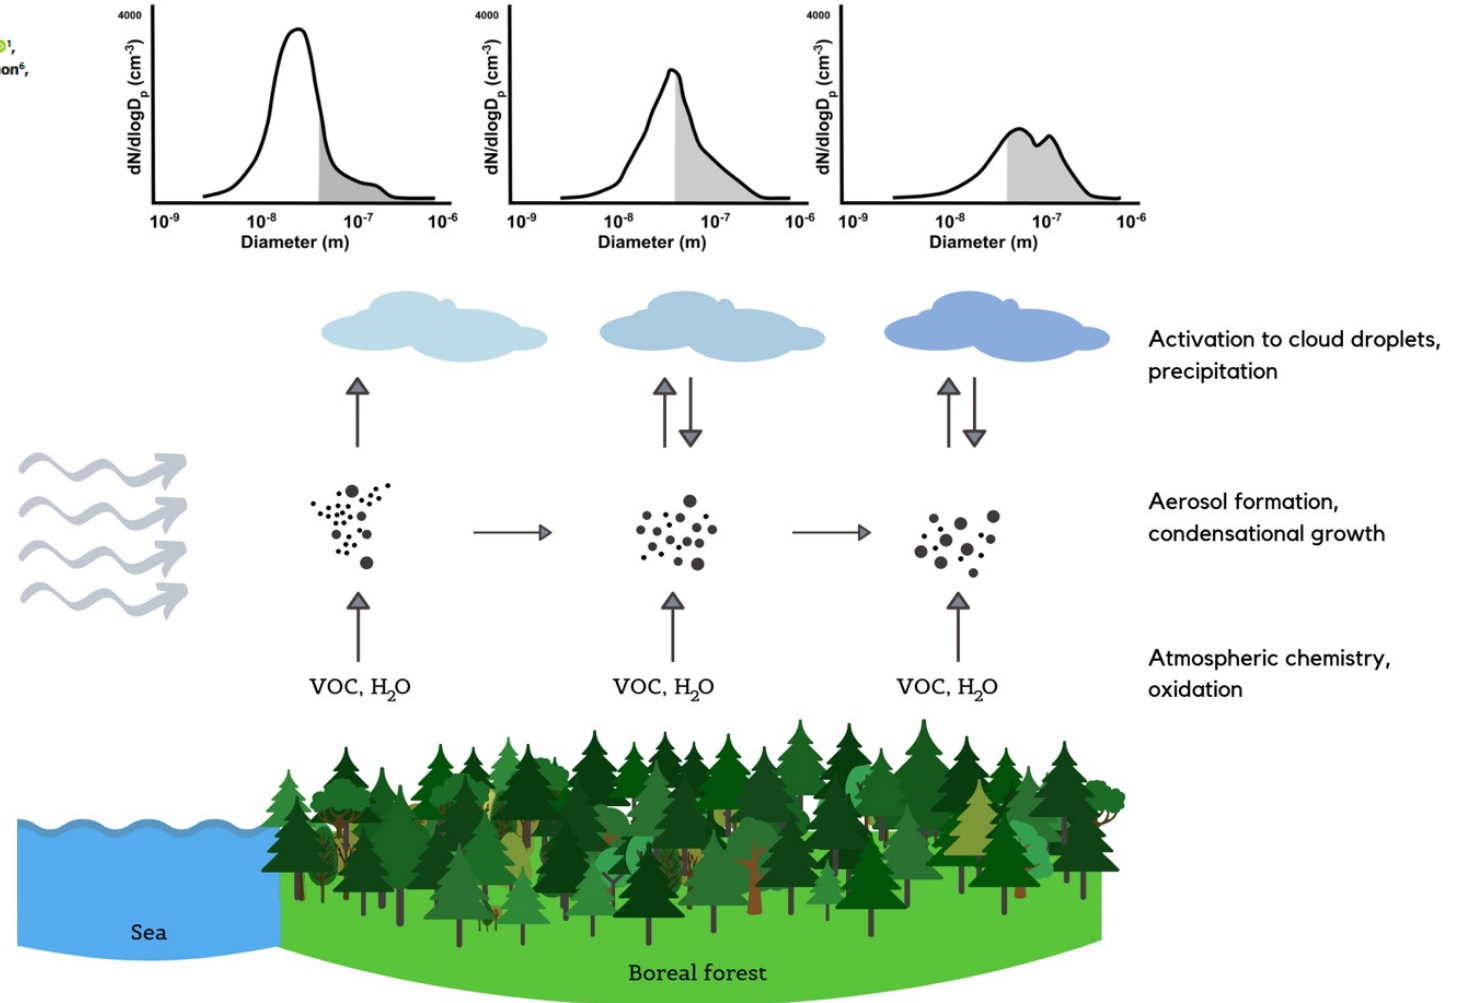 1,
on6,
4000
dN/dlogDp (cm-3)
10-9 10-8 10-7 10-6
Diameter (m)
4000
dN/dlogDp (cm-3)
10-9 10-8 10-7 10-6
Diameter (m)
4000
dN/dlogDp (cm-3)
10-9 10-8 10-7 10-6
Diameter (m)
Activation to cloud droplets,
precipitation
Aerosol formation,
condensational growth
Atmospheric chemistry,
oxidation
VOC, H2O
VOC, H2O
VOC, H2O
Sea
Boreal forest